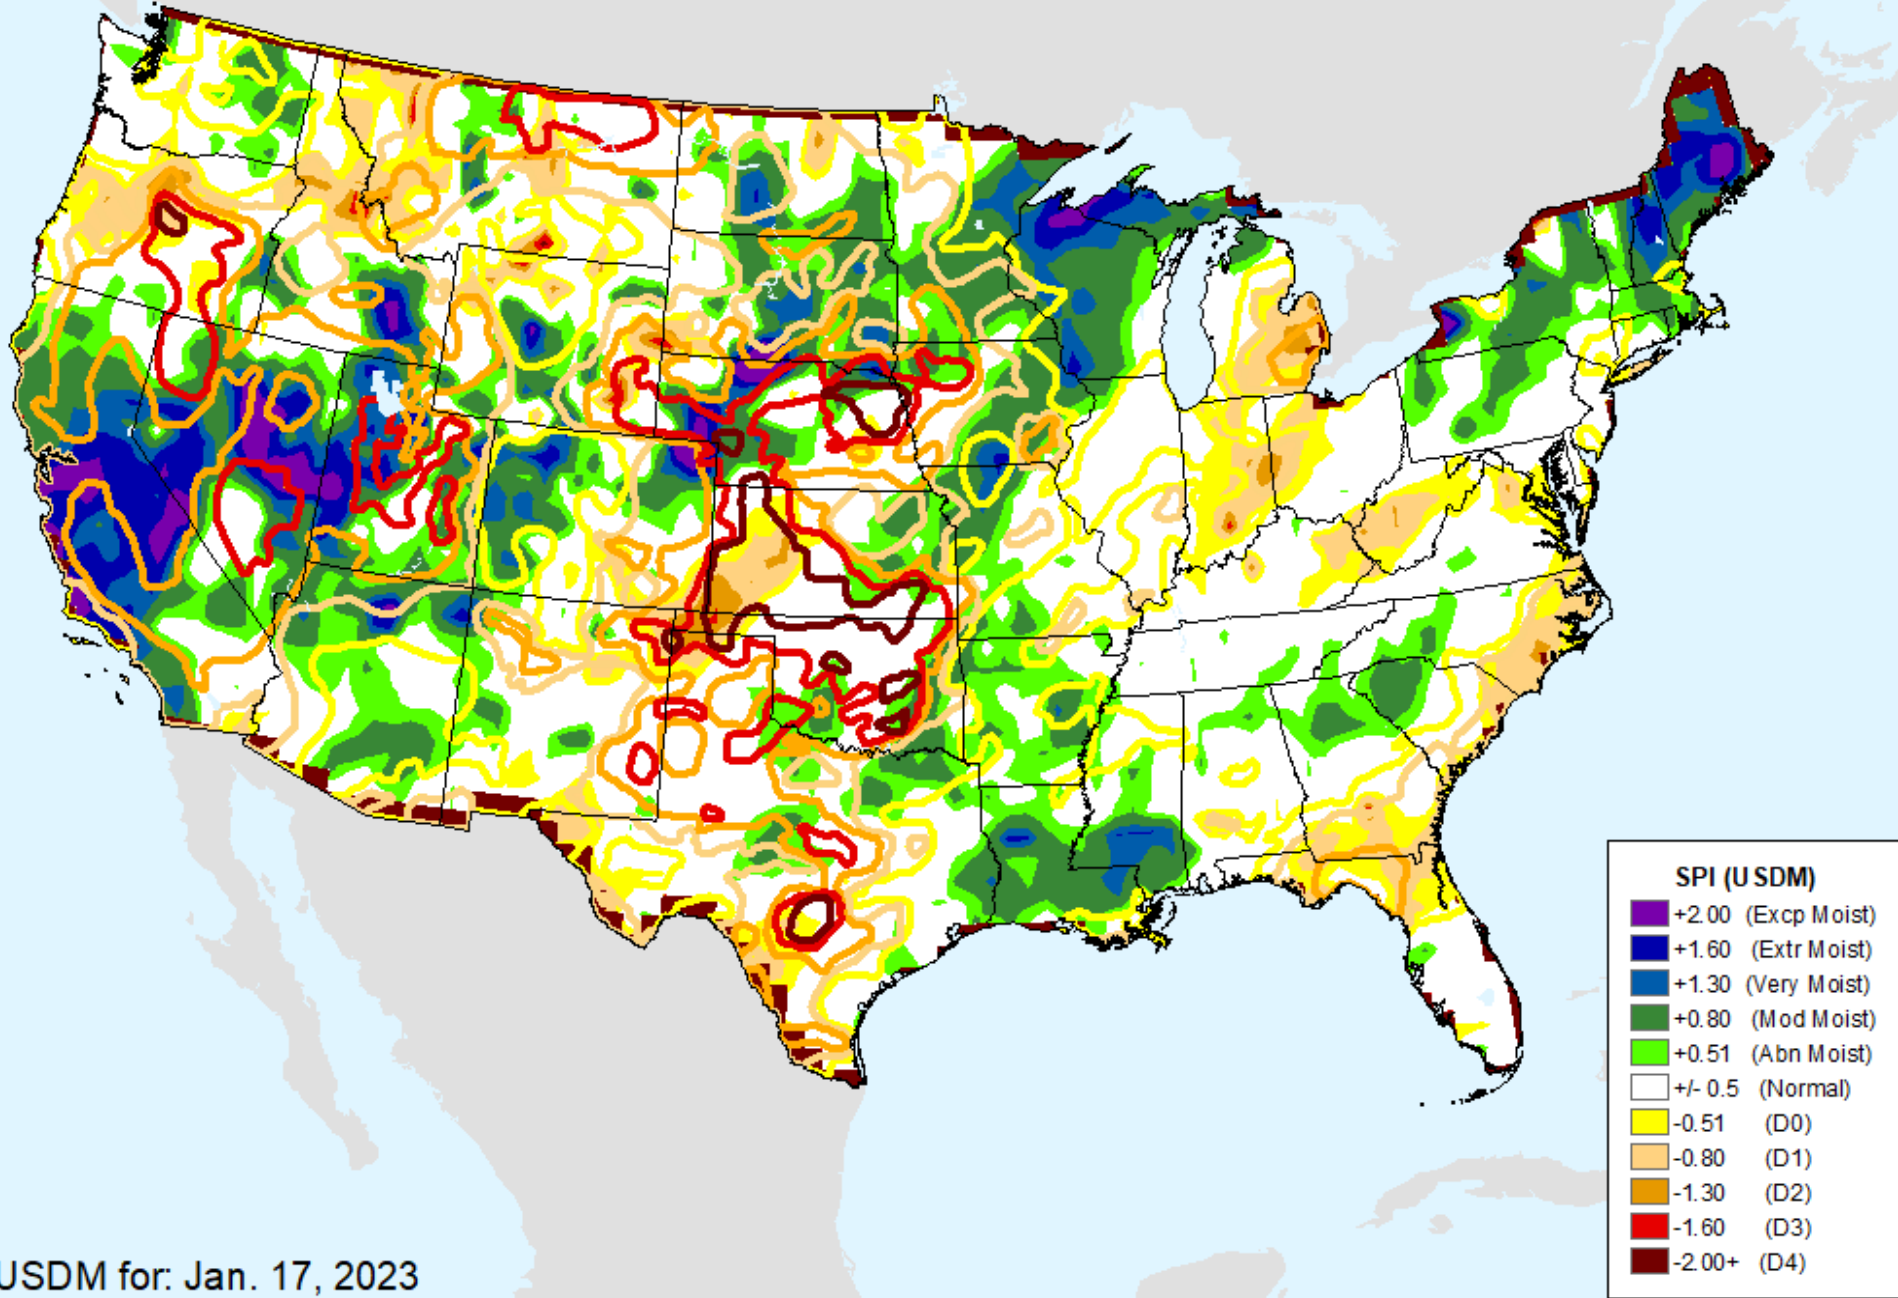 SPI (USDM)
+2.00 (Excp Moist)
+1.60 (Extr Moist)
+1.30 (Very Moist)
+0.80 (Mod Moist)
+0.51 (Abn Moist)
+/- 0.5 (Normal)
-0.51 (D0)
-0.80 (D1)
-1.30 (D2)
-1.60 (D3)
-2.00+ (D4)
USDM for: Jan. 17, 2023